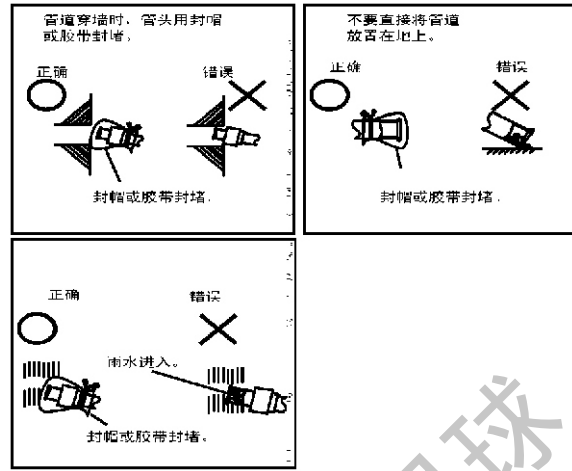 管道穿墙时，管头用封帽
或胶带封堵。
正确
错误
封帽或胶带封堵.
不要直接将管道
放置在地上。
正确
错误
封帽或胶带封堵.
正确
错误
雨水进入。
封帽或胶带封堵。
球